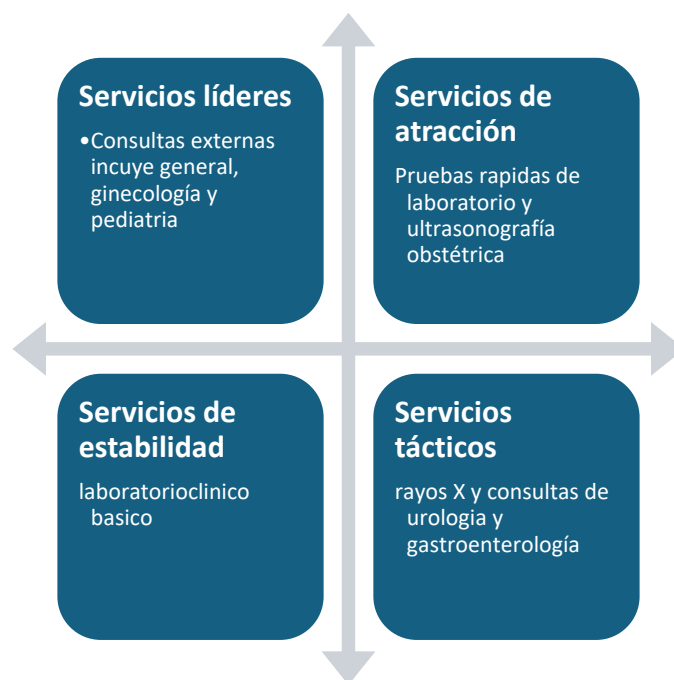 Servicios líderes
•Consultas externas
incuye general,
ginecología y
pediatria
Servicios de
atracción
Pruebas rapidas de
laboratorio y
ultrasonografía
obstétrica
Servicios de
estabilidad
laboratorioclinico
basico
Servicios
tácticos
rayos X y consultas de
urologia y
gastroenterología